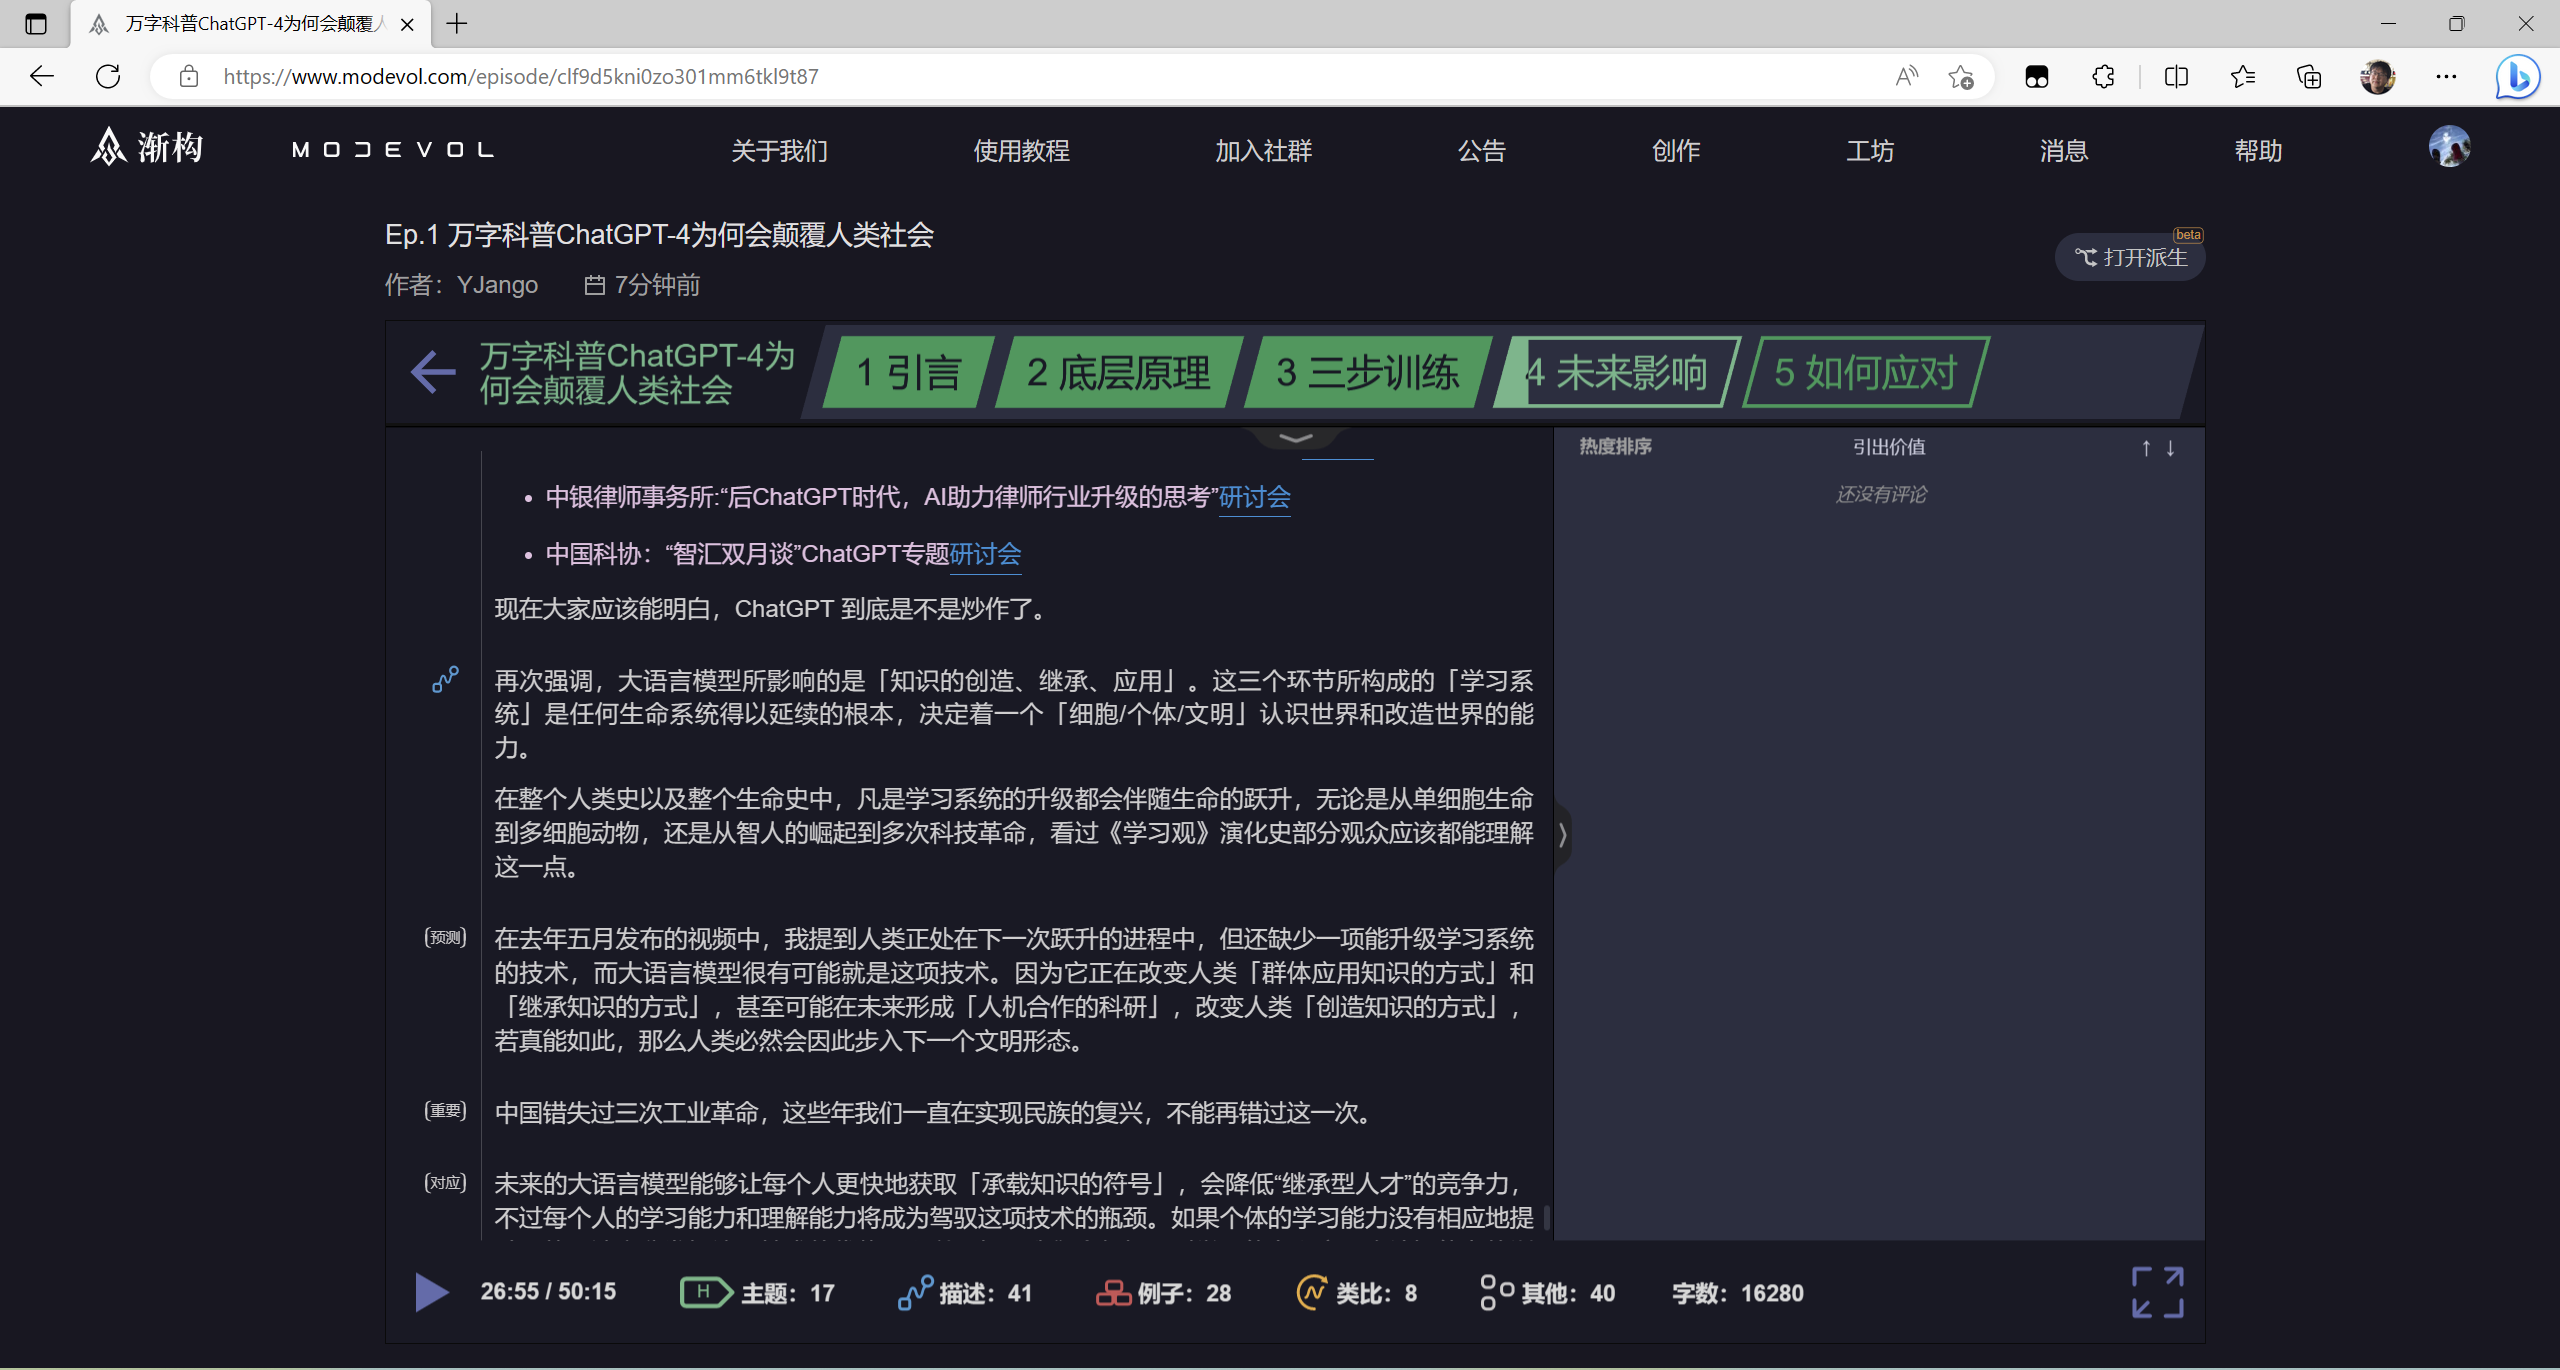 万字科普ChatGPT-4为何会颠覆人
https://www.modevol.com/episode/clf9d5kni0zo301mm6tkl9t87
渐构
MODEVOL
关于我们
使用教程
加入社群
公告
创作
工坊
消息
帮助
Ep.1 万字科普ChatGPT-4为何会颠覆人类社会
beta
打开派生
作者：YJango
7分钟前
万字科普ChatGPT-4为
何会颠覆人类社会
1 引言
2 底层原理
3 三步训练
4 未来影响
5 如何应对
热度排序
引出价值
↑ ↓
还没有评论
• 中银律师事务所:“后ChatGPT时代，AI助力律师行业升级的思考”研讨会
• 中国科协：“智汇双月谈”ChatGPT专题研讨会
现在大家应该能明白，ChatGPT 到底是不是炒作了。
再次强调，大语言模型所影响的是「知识的创造、继承、应用」。这三个环节所构成的「学习系
统」是任何生命系统得以延续的根本，决定着一个「细胞/个体/文明」认识世界和改造世界的能
力。
在整个人类史以及整个生命史中，凡是学习系统的升级都会伴随生命的跃升，无论是从单细胞生命
到多细胞动物，还是从智人的崛起到多次科技革命，看过《学习观》演化史部分观众应该都能理解
这一点。
(预测)
在去年五月发布的视频中，我提到人类正处在下一次跃升的进程中，但还缺少一项能升级学习系统
的技术，而大语言模型很有可能就是这项技术。因为它正在改变人类「群体应用知识的方式」和
「继承知识的方式」，甚至可能在未来形成「人机合作的科研」，改变人类「创造知识的方式」，
若真能如此，那么人类必然会因此步入下一个文明形态。
(重要)
中国错失过三次工业革命，这些年我们一直在实现民族的复兴，不能再错过这一次。
(对应)
未来的大语言模型能够让每个人更快地获取「承载知识的符号」，会降低“继承型人才”的竞争力，
不过每个人的学习能力和理解能力将成为驾驭这项技术的瓶颈。如果个体的学习能力没有相应地提
26:55 / 50:15
H
主题：17
描述：41
例子：28
类比：8
其他：40
字数：16280